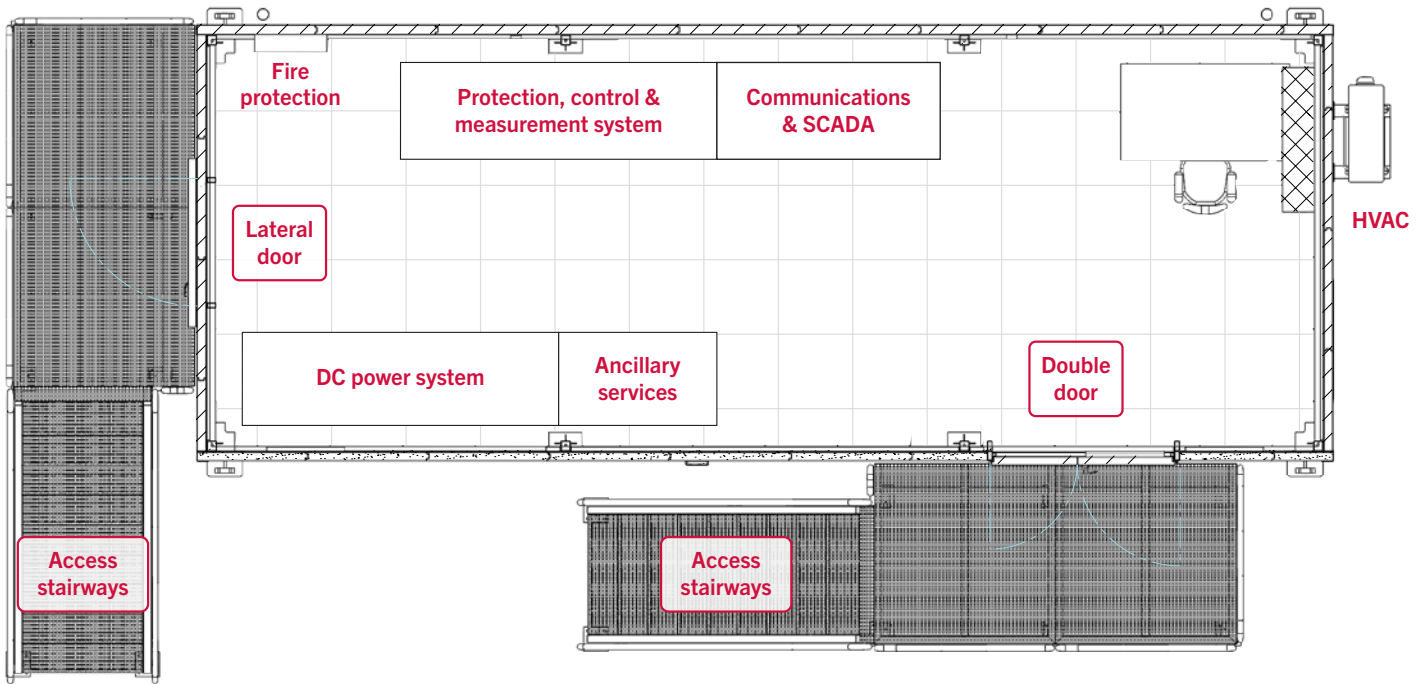 Fire
protection
Protection, control &
measurement system
Communications
& SCADA
HVAC
Lateral
door
DC power system
Ancillary
services
Double
door
Access
stairways
Access
stairways